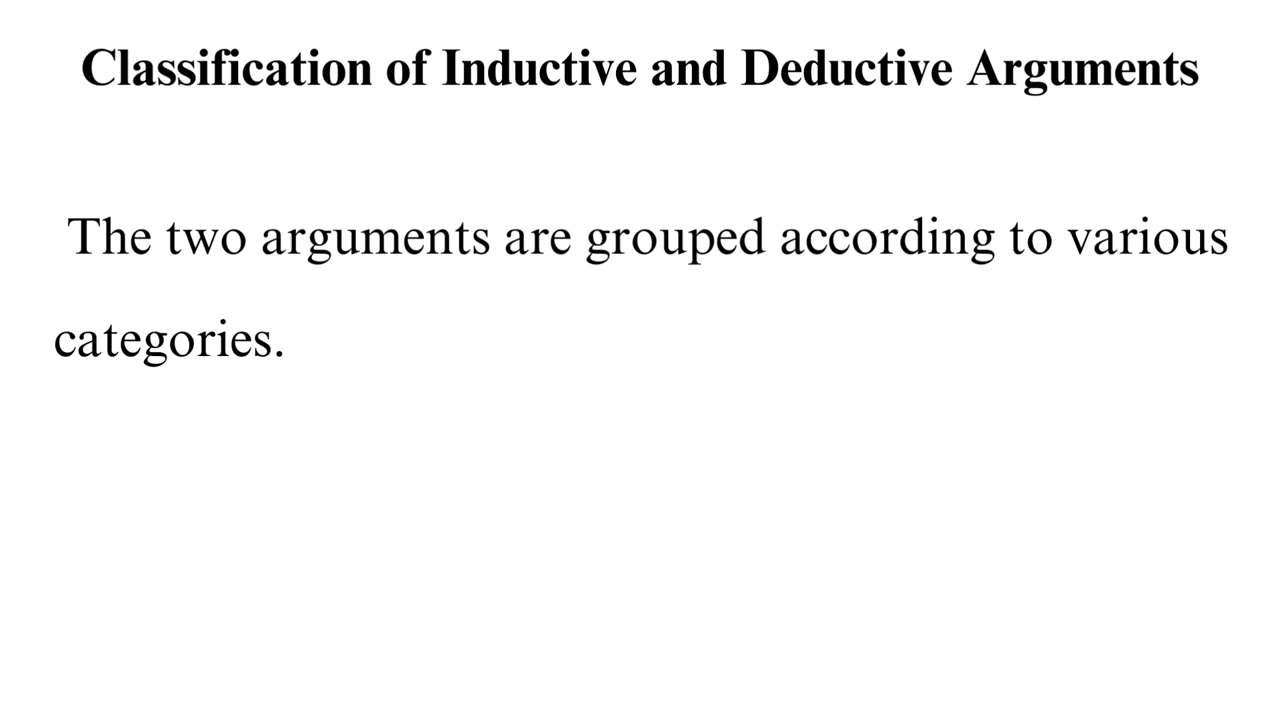 Classification of Inductive and Deductive Arguments
The two arguments are grouped according to various
categories.